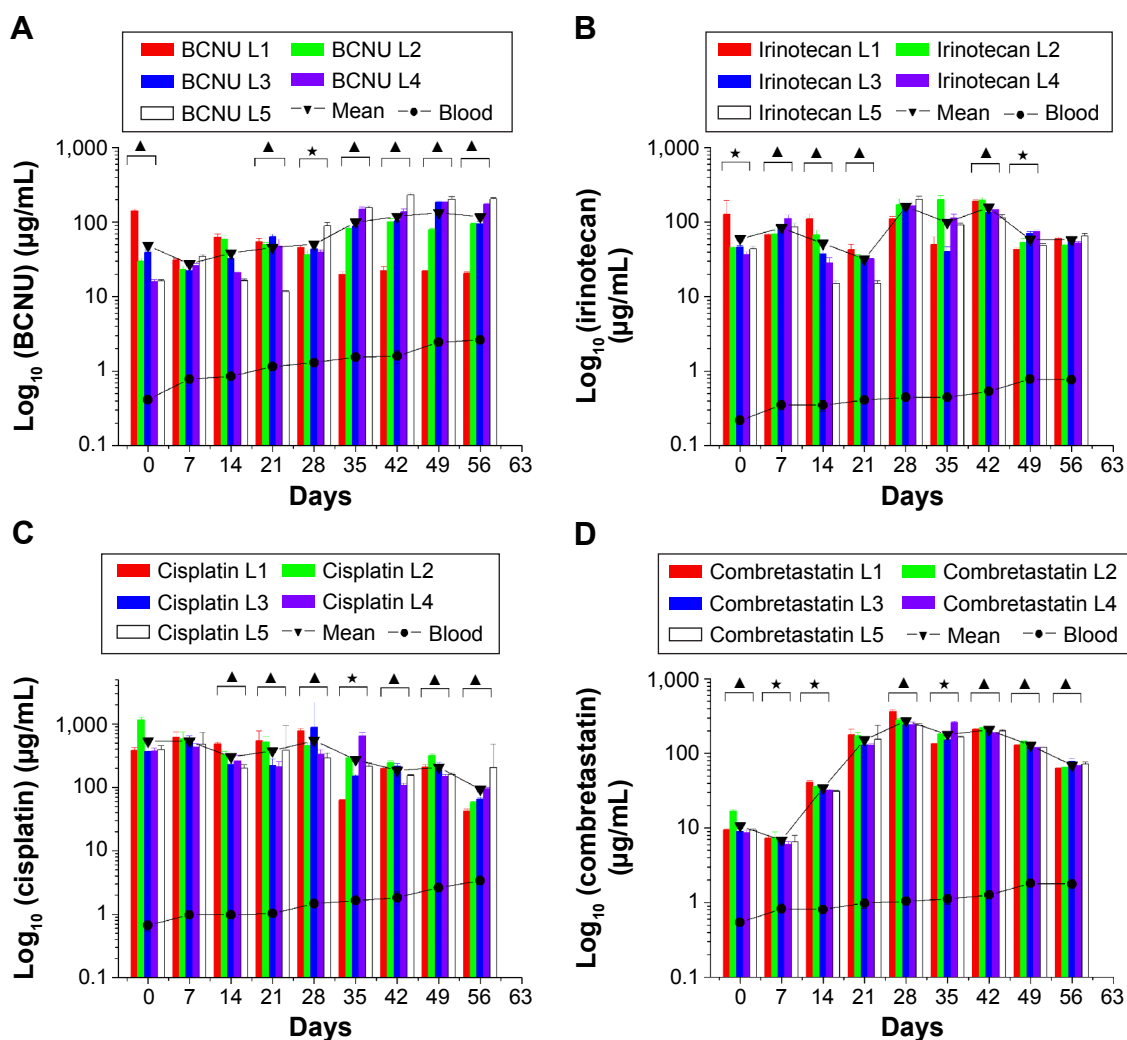 A
BCNU L1 BCNU L2
BCNU L3 BCNU L4
BCNU L5 Mean Blood
Log10 (BCNU) (µg/mL)
1,000
100
10
1
0.1
0 7 14 21 28 35 42 49 56 63
Days
B
Irinotecan L1 Irinotecan L2
Irinotecan L3 Irinotecan L4
Irinotecan L5 Mean Blood
Log10 (irinotecan)
(µg/mL)
1,000
100
10
1
0.1
0 7 14 21 28 35 42 49 56 63
Days
C
Cisplatin L1 Cisplatin L2
Cisplatin L3 Cisplatin L4
Cisplatin L5 Mean Blood
Log10 (cisplatin) (µg/mL)
1,000
100
10
1
0.1
0 7 14 21 28 35 42 49 56 63
Days
D
Combretastatin L1 Combretastatin L2
Combretastatin L3 Combretastatin L4
Combretastatin L5 Mean Blood
Log10 (combretastatin)
(µg/mL)
1,000
100
10
1
0.1
0 7 14 21 28 35 42 49 56 63
Days